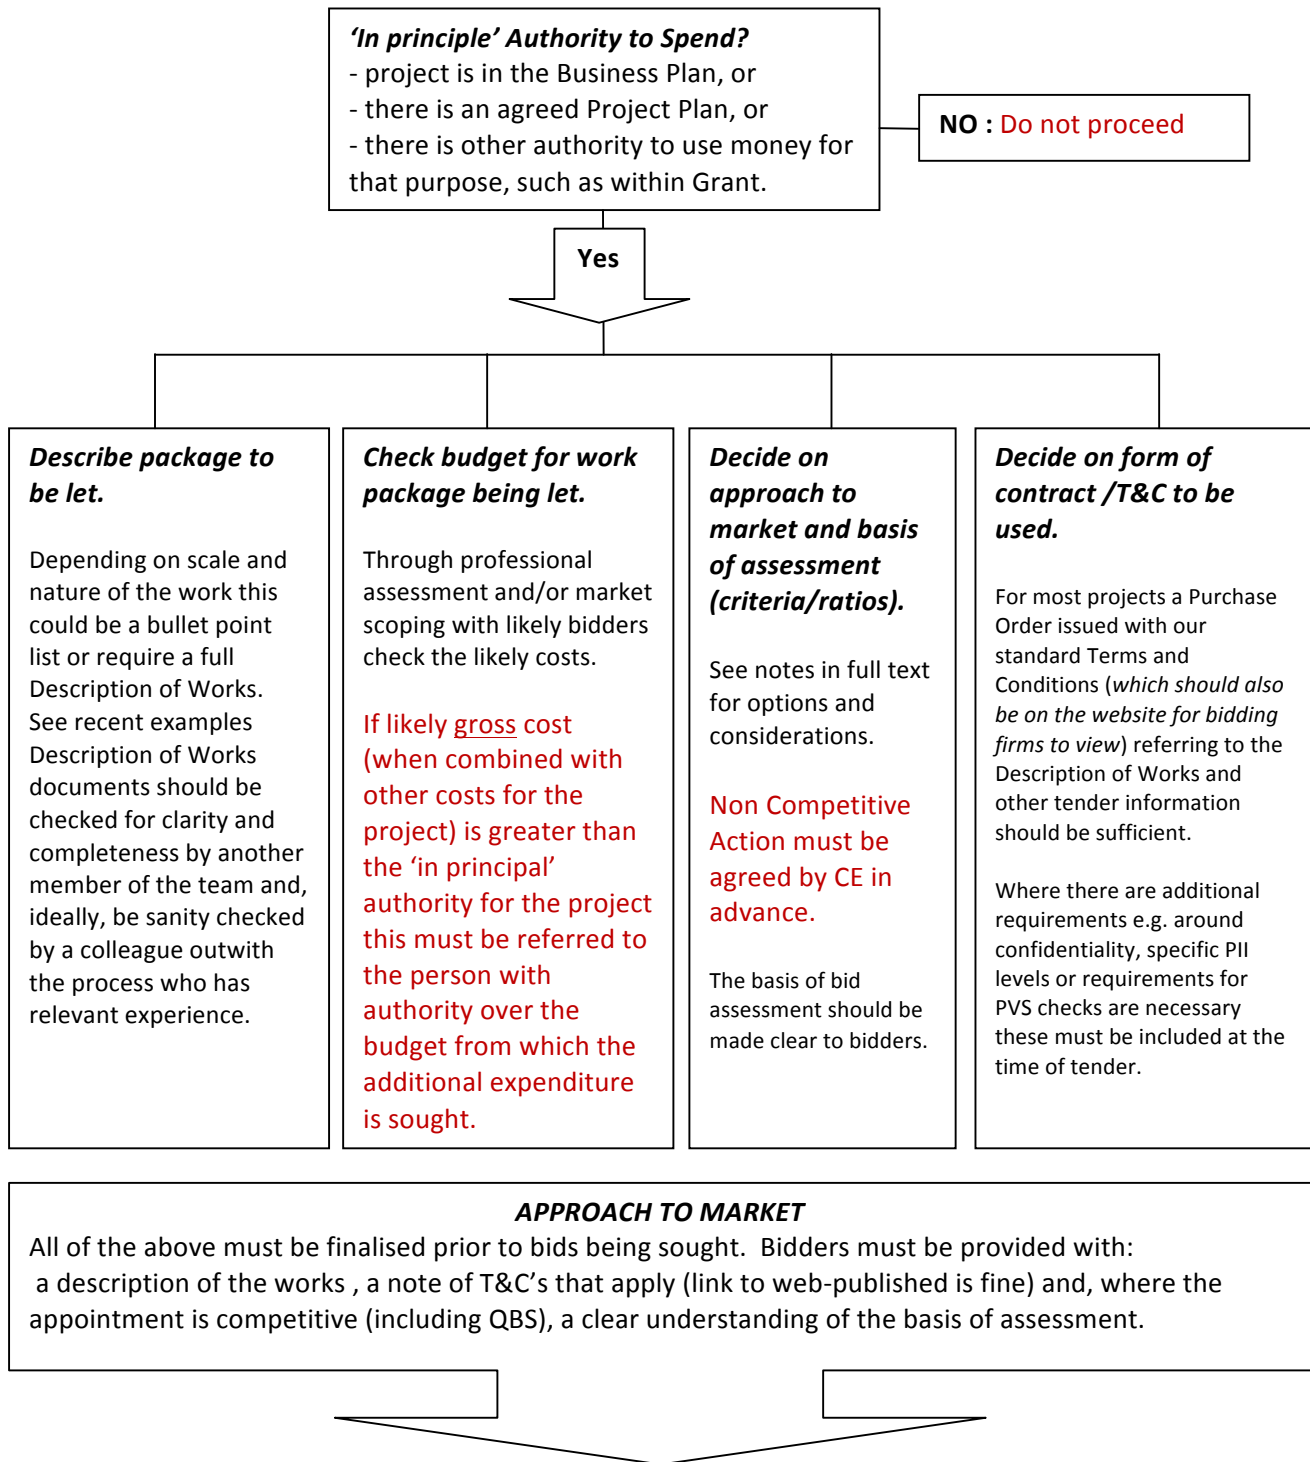 ‘In principle’ Authority to Spend?
- project is in the Business Plan, or
- there is an agreed Project Plan, or
- there is other authority to use money for
that purpose, such as within Grant.
NO : Do not proceed
Yes
Describe package to
be let.
Depending on scale and
nature of the work this
could be a bullet point
list or require a full
Description of Works.
See recent examples
Description of Works
documents should be
checked for clarity and
completeness by another
member of the team and,
ideally, be sanity checked
by a colleague outwith
the process who has
relevant experience.
Check budget for work
package being let.
Through professional
assessment and/or market
scoping with likely bidders
check the likely costs.
If likely gross cost
(when combined with
other costs for the
project) is greater than
the ‘in principal’
authority for the project
this must be referred to
the person with
authority over the
budget from which the
additional expenditure
is sought.
Decide on
approach to
market and basis
of assessment
(criteria/ratios).
See notes in full text
for options and
considerations.
Non Competitive
Action must be
agreed by CE in
advance.
The basis of bid
assessment should be
made clear to bidders.
Decide on form of
contract /T&C to be
used.
For most projects a Purchase
Order issued with our
standard Terms and
Conditions (which should also
be on the website for bidding
firms to view) referring to the
Description of Works and
other tender information
should be sufficient.
Where there are additional
requirements e.g. around
confidentiality, specific PII
levels or requirements for
PVS checks are necessary
these must be included at the
time of tender.
APPROACH TO MARKET
All of the above must be finalised prior to bids being sought.  Bidders must be provided with:
a description of the works , a note of T&C’s that apply (link to web-published is fine) and, where the
appointment is competitive (including QBS), a clear understanding of the basis of assessment.